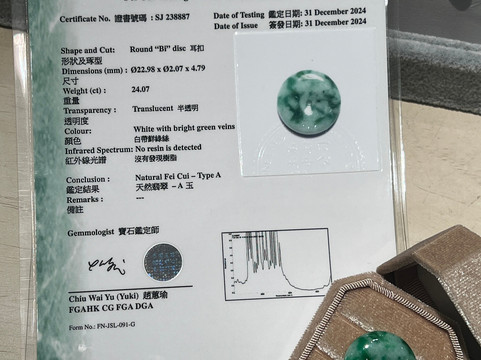 Certificate No. 證書號碼 : SJ 238887
Date of Testing 鑑定日期: 31 December 2024
Date of Issue 簽發日期: 31 December 2024
Shape and Cut: Round "Bi" disc 耳扣
形狀及琢型
Dimensions (mm) : Ø22.98 x Ø2.07 x 4.79
尺寸
Weight (ct) : 24.07
重量
Transparency : Translucent 半透明
透明度
Colour: White with bright green veins
顏色 白帶鮮綠絲
Infrared Spectrum: No resin is detected
紅外線光譜 沒有發現樹脂
Conclusion : Natural Fei Cui - Type A
鑑定結果 天然翡翠 – A 玉
Remarks : ---
備註
Gemmologist 寶石鑑定師
Chiu Wai Yu (Yuki) 趙蕙瑜
FGAHK CG FGA DGA
Form No.: FN-JSL-091-G